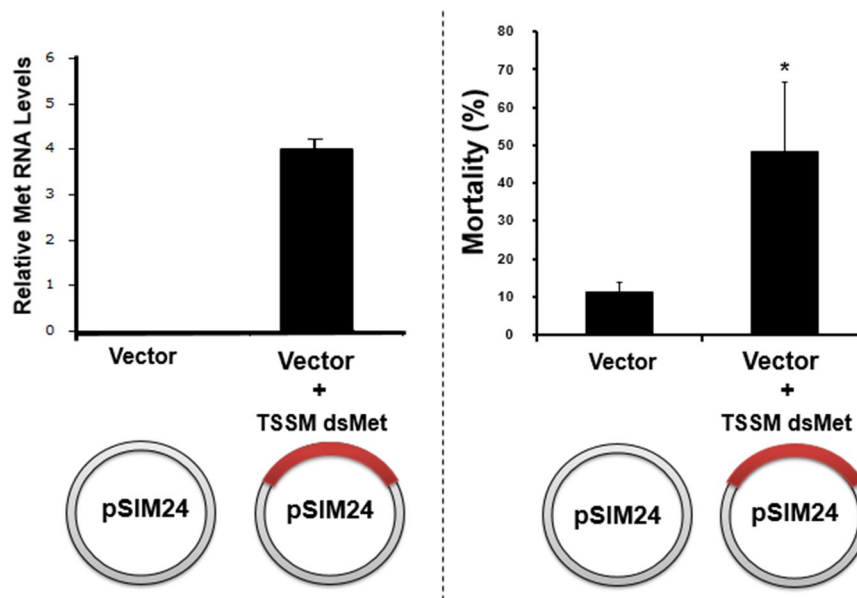 Relative Met RNA Levels
6
5
4
3
2
1
0
Vector
Vector
+
TSSM dsMet
pSIM24
pSIM24
Mortality (%)
80
70
60
50
40
30
20
10
0
*
Vector
Vector
+
TSSM dsMet
pSIM24
pSIM24